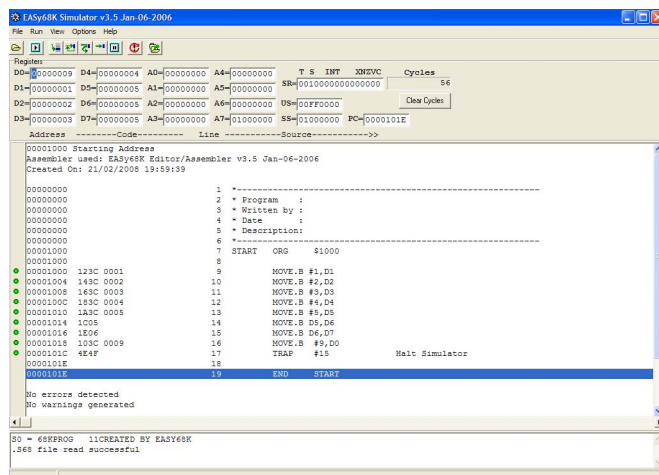 EASy68K Simulator v3.5 Jan-06-2006
File Run View Options Help
Registers
D0=00000009 D4=00000004 A0=00000000 A4=00000000 T S INT XNZVC Cycles
D1=00000001 D5=00000005 A1=00000000 A5=00000000 SR=0010000000000000 56
D2=00000002 D6=00000005 A2=00000000 A6=00000000 US=00FF0000 Clear Cycles
D3=00000003 D7=00000005 A3=00000000 A7=01000000 SS=01000000 PC=0000101E
Address --------Code--------- Line -----------Source------------>>
00001000 Starting Address
Assembler used: EASy68K Editor/Assembler v3.5 Jan-06-2006
Created On: 21/02/2008 19:59:39
00000000 1 *-----------------------------------------------------------
00000000 2 * Program :
00000000 3 * Written by :
00000000 4 * Date :
00000000 5 * Description:
00000000 6 *-----------------------------------------------------------
00001000 7 START ORG $1000
00001000 8
00001000 123C 0001 9 MOVE.B #1,D1
00001004 143C 0002 10 MOVE.B #2,D2
00001008 163C 0003 11 MOVE.B #3,D3
0000100C 183C 0004 12 MOVE.B #4,D4
00001010 1A3C 0005 13 MOVE.B #5,D5
00001014 1C05 14 MOVE.B D5,D6
00001016 1E06 15 MOVE.B D6,D7
00001018 103C 0009 16 MOVE.B #9,D0
0000101C 4E4F 17 TRAP #15 Halt Simulator
0000101E 18
0000101E 19 END START
No errors detected
No warnings generated
S0 = 68KPROG 11CREATED BY EASY68K
.S68 file read successful